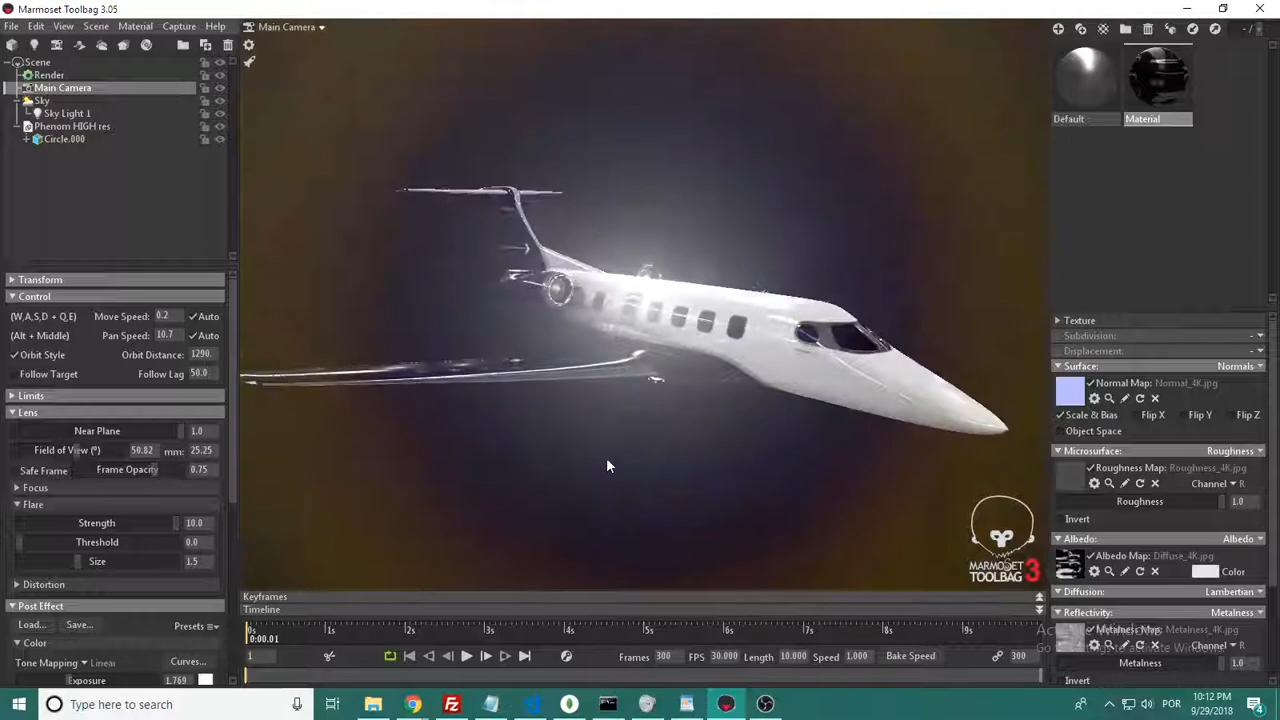 Marmoset Toolbag 3.05
File Edit View Scene Material Capture Help
Main Camera
- /
Scene
Render
Main Camera
Sky
Sky Light 1
Phenom HIGH res
Circle.000
Default
Material
Transform
Control
(W,A,S,D + Q,E) Move Speed: 0.2 Auto
(Alt + Middle) Pan Speed: 10.7 Auto
Orbit Style Orbit Distance: 1290.
Follow Target Follow Lag 50.0
Limits
Lens
Near Plane 1.0
Field of View (°) 50.82 mm: 25.25
Safe Frame Frame Opacity 0.75
Focus
Flare
Strength 10.0
Threshold 0.0
Size 1.5
Distortion
Post Effect
Load... Save... Presets
Color
Tone Mapping Linear Curves...
Exposure 1.769
MARMOSET
TOOLBAG 3
Keyframes
Timeline
0s 1s 2s 3s 4s 5s 6s 7s 8s 9s
0:00.01
1 Frames 300 FPS 30.000 Length 10.000 Speed 1.000 Bake Speed 300
Texture
Subdivision: -
Displacement: -
Surface: Normals
Normal Map: Normal_4K.jpg
Scale & Bias Flip X Flip Y Flip Z
Object Space
Microsurface: Roughness
Roughness Map: Roughness_4K.jpg
Channel R
Roughness 1.0
Invert
Albedo: Albedo
Albedo Map: Diffuse_4K.jpg
Color
Diffusion: Lambertian
Reflectivity: Metalness
Metalness Map: Metalness_4K.jpg
Channel R
Metalness 1.0
Invert
Type here to search
POR
10:12 PM
9/29/2018
4